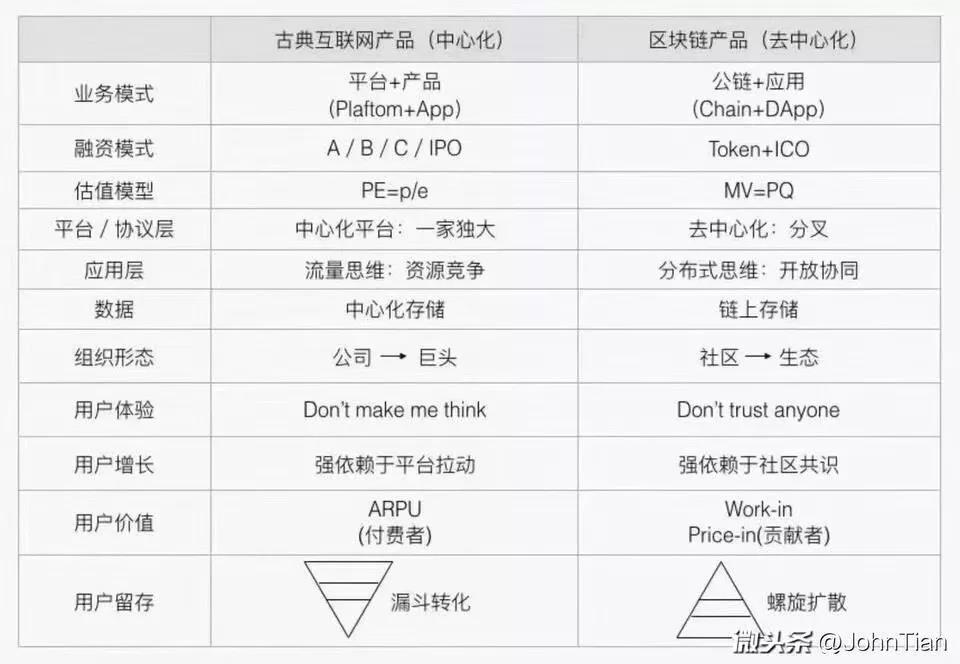 古典互联网产品（中心化）
区块链产品（去中心化）
业务模式
平台+产品
(Plaftom+App)
公链+应用
(Chain+DApp)
融资模式
A / B / C / IPO
Token+ICO
估值模型
PE=p/e
MV=PQ
平台 / 协议层
中心化平台：一家独大
去中心化：分叉
应用层
流量思维：资源竞争
分布式思维：开放协同
数据
中心化存储
链上存储
组织形态
公司 → 巨头
社区 → 生态
用户体验
Don't make me think
Don't trust anyone
用户增长
强依赖于平台拉动
强依赖于社区共识
用户价值
ARPU
(付费者)
Work-in
Price-in(贡献者)
用户留存
漏斗转化
螺旋扩散
微头条 @JohnTian